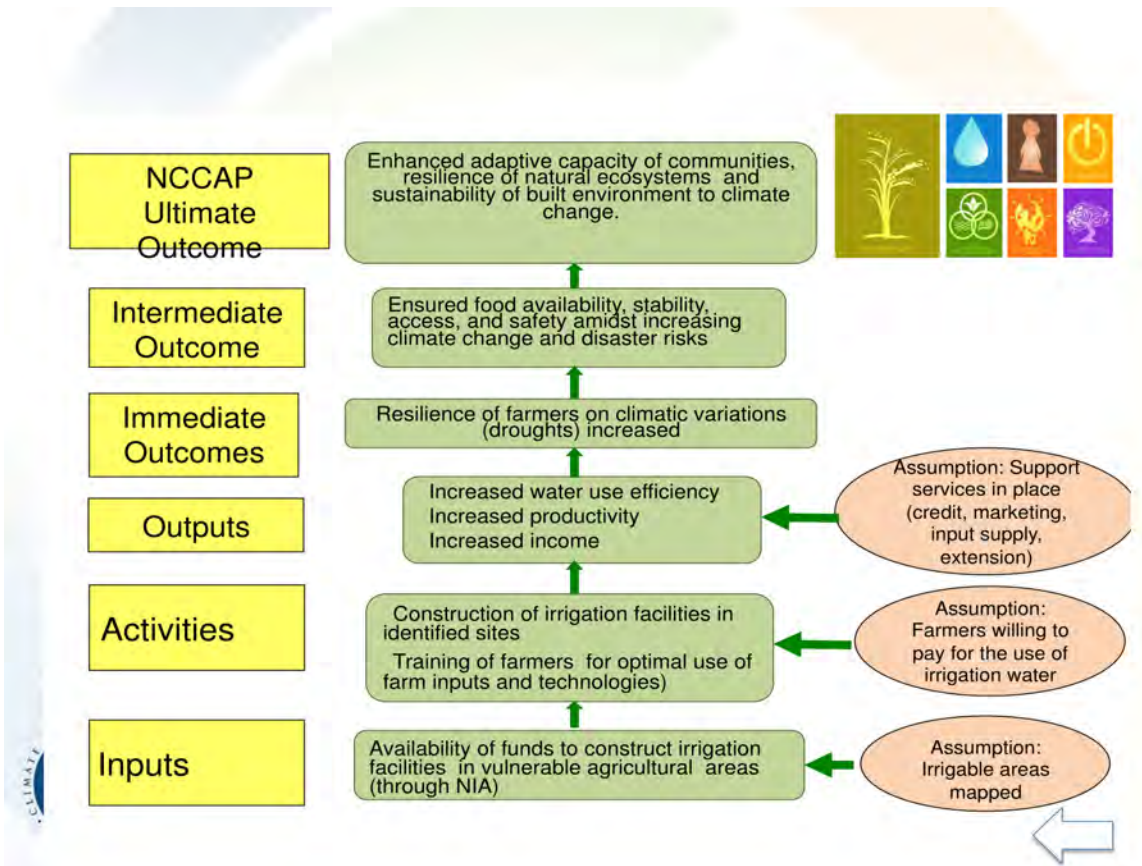 NCCAP
Ultimate
Outcome
Enhanced adaptive capacity of communities,
resilience of natural ecosystems and
sustainability of built environment to climate
change.
Intermediate
Outcome
Ensured food availability, stability,
access, and safety amidst increasing
climate change and disaster risks
Immediate
Outcomes
Resilience of farmers on climatic variations
(droughts) increased
Outputs
Increased water use efficiency
Increased productivity
Increased income
Assumption: Support
services in place
(credit, marketing,
input supply,
extension)
Activities
Construction of irrigation facilities in
identified sites
Training of farmers for optimal use of
farm inputs and technologies)
Assumption:
Farmers willing to
pay for the use of
irrigation water
Inputs
Availability of funds to construct irrigation
facilities in vulnerable agricultural areas
(through NIA)
Assumption:
Irrigable areas
mapped
CLIMATE